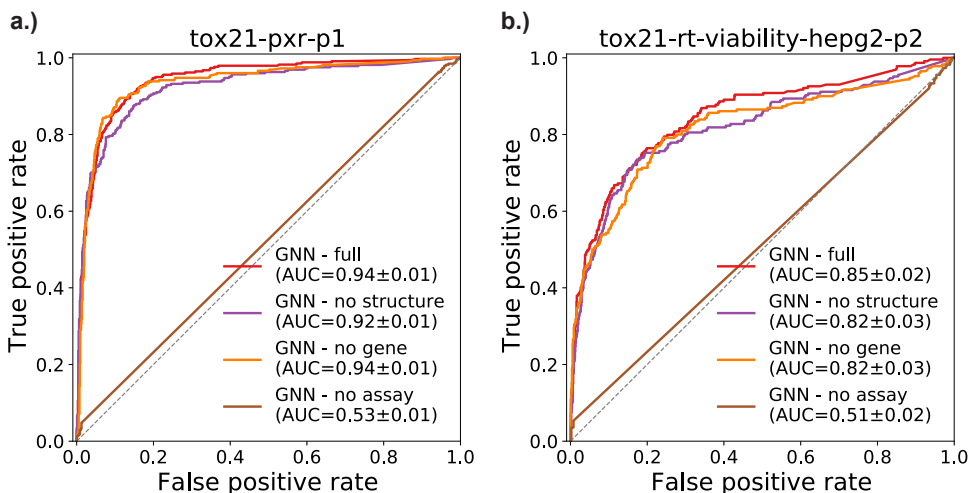 a.)
tox21-pxr-p1
1.0
0.8
0.6
0.4
0.2
0.0
True positive rate
GNN - full
(AUC=0.94±0.01)
GNN - no structure
(AUC=0.92±0.01)
GNN - no gene
(AUC=0.94±0.01)
GNN - no assay
(AUC=0.53±0.01)
0.0 0.2 0.4 0.6 0.8 1.0
False positive rate
b.)
tox21-rt-viability-hepg2-p2
1.0
0.8
0.6
0.4
0.2
0.0
True positive rate
GNN - full
(AUC=0.85±0.02)
GNN - no structure
(AUC=0.82±0.03)
GNN - no gene
(AUC=0.82±0.03)
GNN - no assay
(AUC=0.51±0.02)
0.0 0.2 0.4 0.6 0.8 1.0
False positive rate